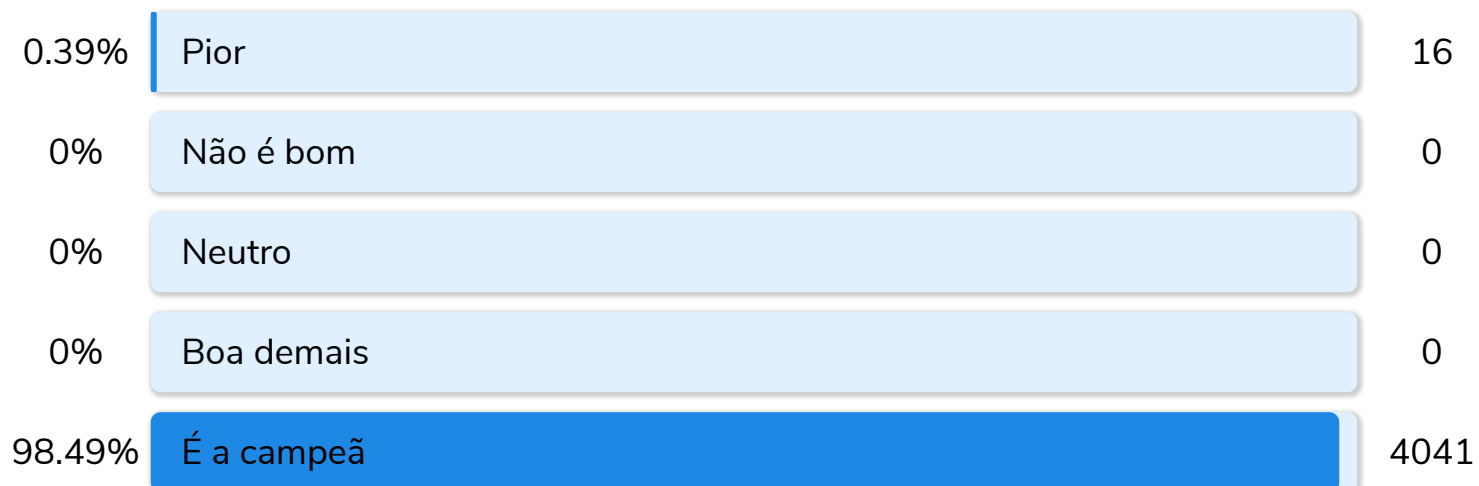 0.39% Pior 16
0% Não é bom 0
0% Neutro 0
0% Boa demais 0
98.49% É a campeã 4041